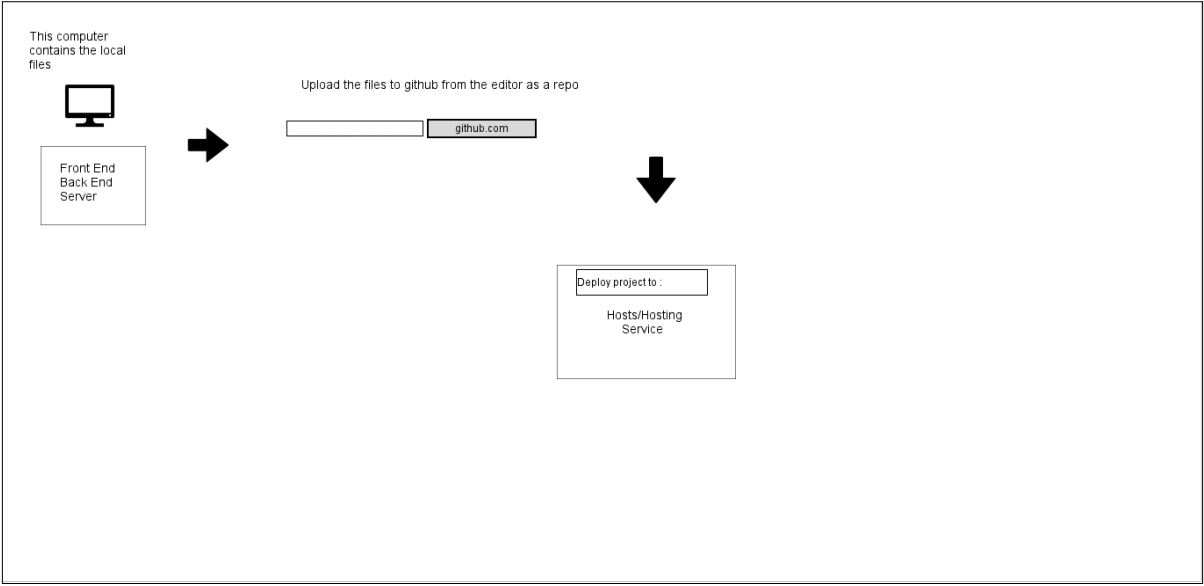 This computer
contains the local
files
Upload the files to github from the editor as a repo
github.com
Front End
Back End
Server
Deploy project to :
Hosts/Hosting
Service